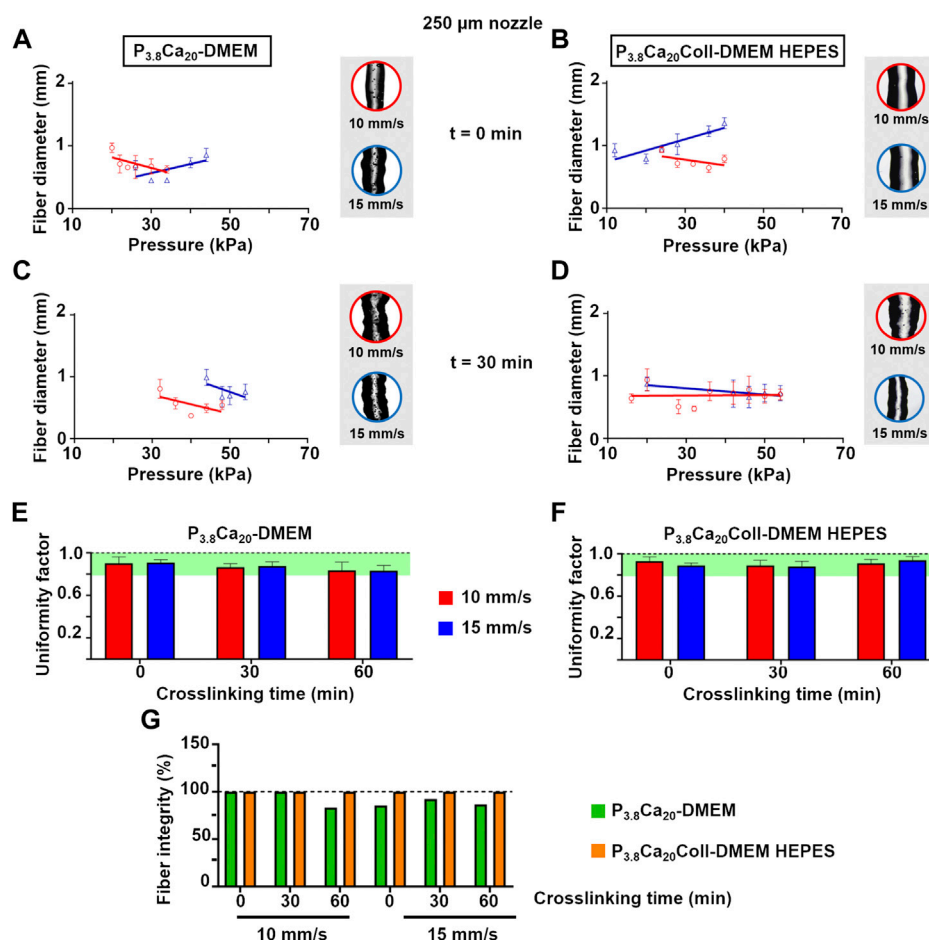 250 µm nozzle
A
P3.8Ca20-DMEM
B
P3.8Ca20Coll-DMEM HEPES
Fiber diameter (mm)
2
1
0
10 30 50 70
Pressure (kPa)
10 mm/s
15 mm/s
t = 0 min
Fiber diameter (mm)
2
1
0
10 20 30 40 50 60 70
Pressure (kPa)
10 mm/s
15 mm/s
C
Fiber diameter (mm)
2
1
0
10 30 50 70
Pressure (kPa)
10 mm/s
15 mm/s
t = 30 min
D
Fiber diameter (mm)
2
1
0
10 20 30 40 50 60 70
Pressure (kPa)
10 mm/s
15 mm/s
E
P3.8Ca20-DMEM
Uniformity factor
1.0
0.6
0.2
0 30 60
Crosslinking time (min)
10 mm/s
15 mm/s
F
P3.8Ca20Coll-DMEM HEPES
Uniformity factor
1.0
0.6
0.2
0 30 60
Crosslinking time (min)
G
Fiber integrity (%)
150
100
50
0
0 30 60 0 30 60
Crosslinking time (min)
10 mm/s 15 mm/s
P3.8Ca20-DMEM
P3.8Ca20Coll-DMEM HEPES